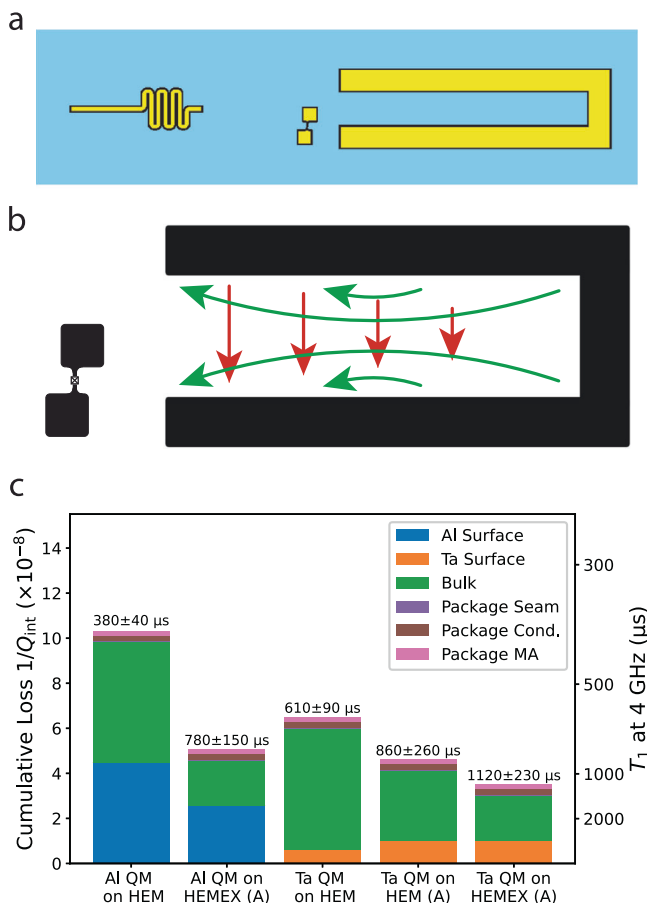 a
b
c
Cumulative Loss 1/Q_int (×10⁻⁸)
14
12
10
8
6
4
2
0
380±40 μs
780±150 μs
610±90 μs
860±260 μs
1120±230 μs
Al Surface
Ta Surface
Bulk
Package Seam
Package Cond.
Package MA
300
500
1000
2000
T₁ at 4 GHz (μs)
Al QM
on HEM
Al QM on
HEMEX (A)
Ta QM
on HEM
Ta QM on
HEM (A)
Ta QM on
HEMEX (A)